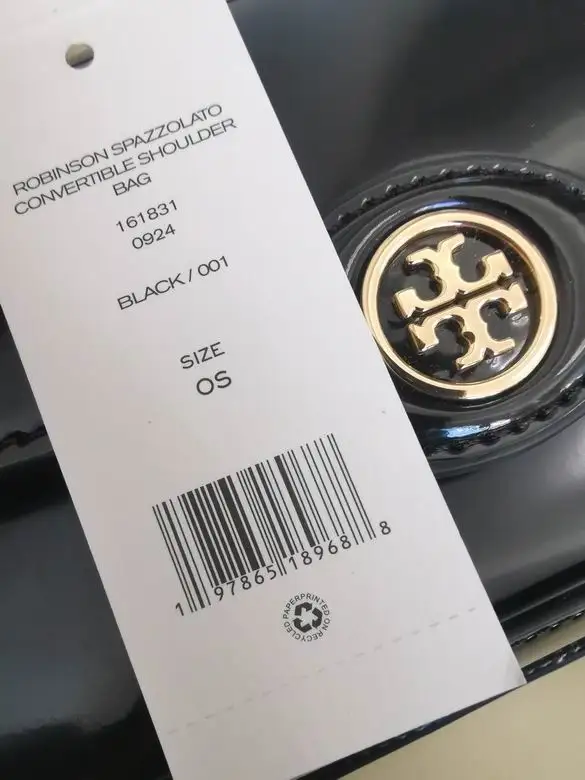 ROBINSON SPAZZOLATO
CONVERTIBLE SHOULDER
BAG
161831
0924
BLACK / 001
SIZE
OS
1 97865 18968 8
PRINTED ON RECYCLED PAPER